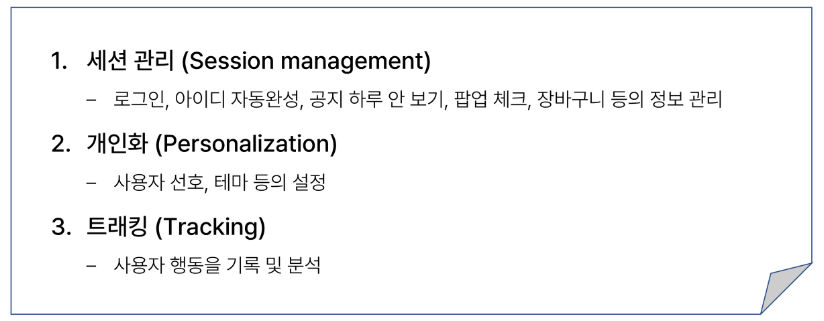 1. 세션 관리 (Session management)
– 로그인, 아이디 자동완성, 공지 하루 안 보기, 팝업 체크, 장바구니 등의 정보 관리
2. 개인화 (Personalization)
– 사용자 선호, 테마 등의 설정
3. 트래킹 (Tracking)
– 사용자 행동을 기록 및 분석